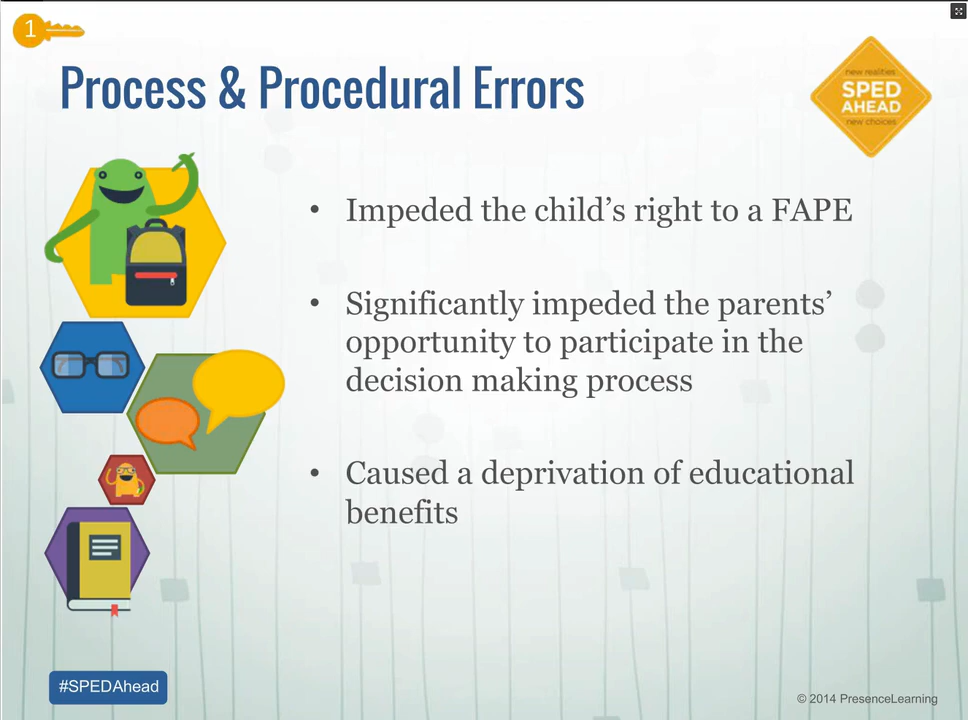 1
Process & Procedural Errors
new realities
SPED
AHEAD
new choices
• Impeded the child’s right to a FAPE
• Significantly impeded the parents’
opportunity to participate in the
decision making process
• Caused a deprivation of educational
benefits
#SPEDAhead
© 2014 PresenceLearning